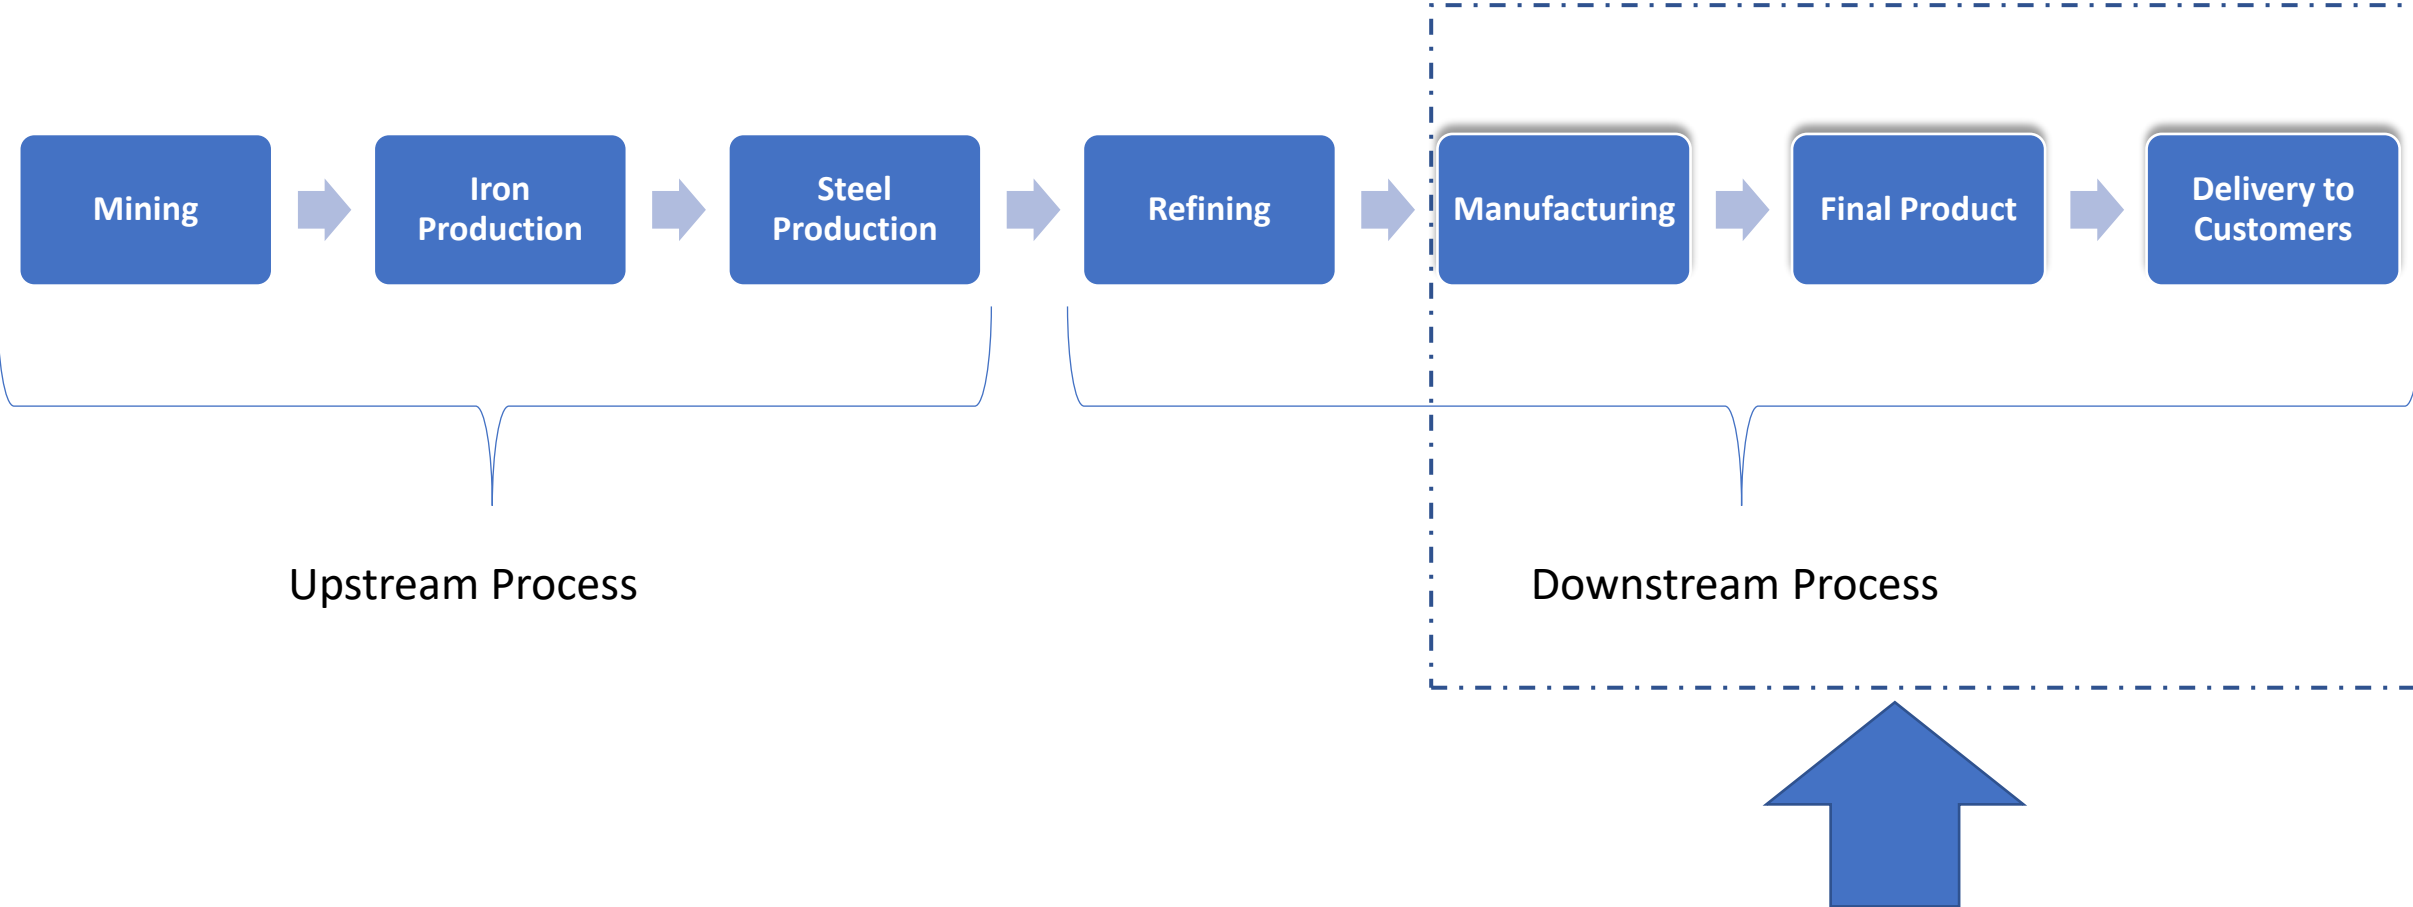 Mining
Iron
Production
Steel
Production
Refining
Manufacturing
Final Product
Delivery to
Customers
Upstream Process
Downstream Process